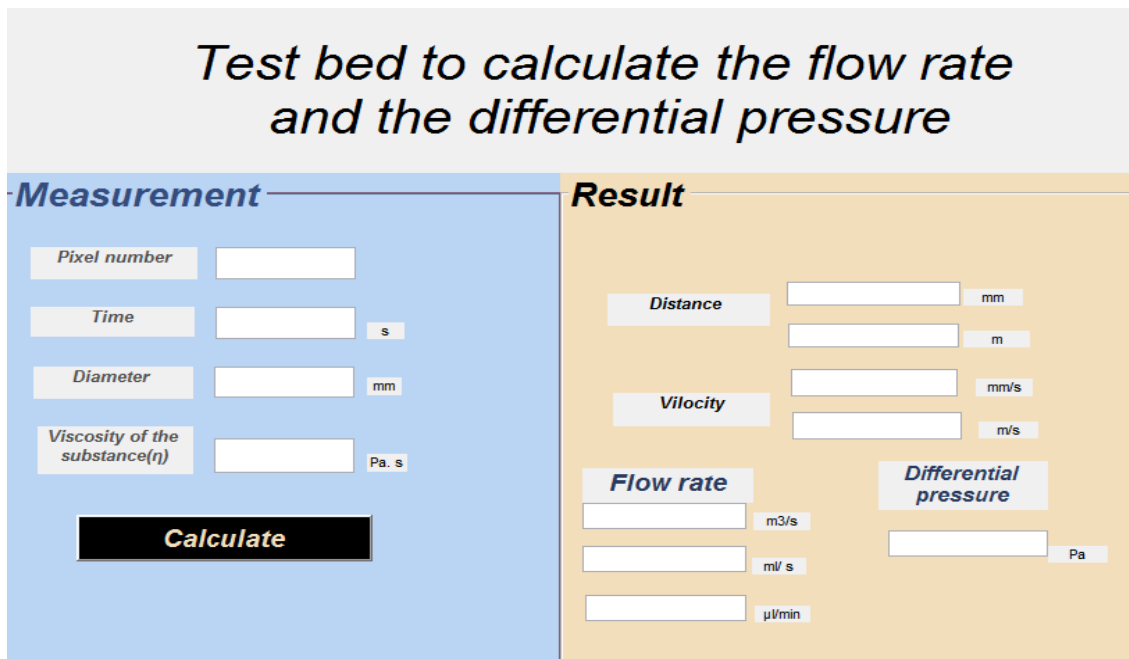 Test bed to calculate the flow rate
and the differential pressure
Measurement
Pixel number
Time
s
Diameter
mm
Viscosity of the
substance(η)
Pa. s
Calculate
Result
Distance
mm
m
Vilocity
mm/s
m/s
Flow rate
m3/s
ml/ s
µl/min
Differential
pressure
Pa